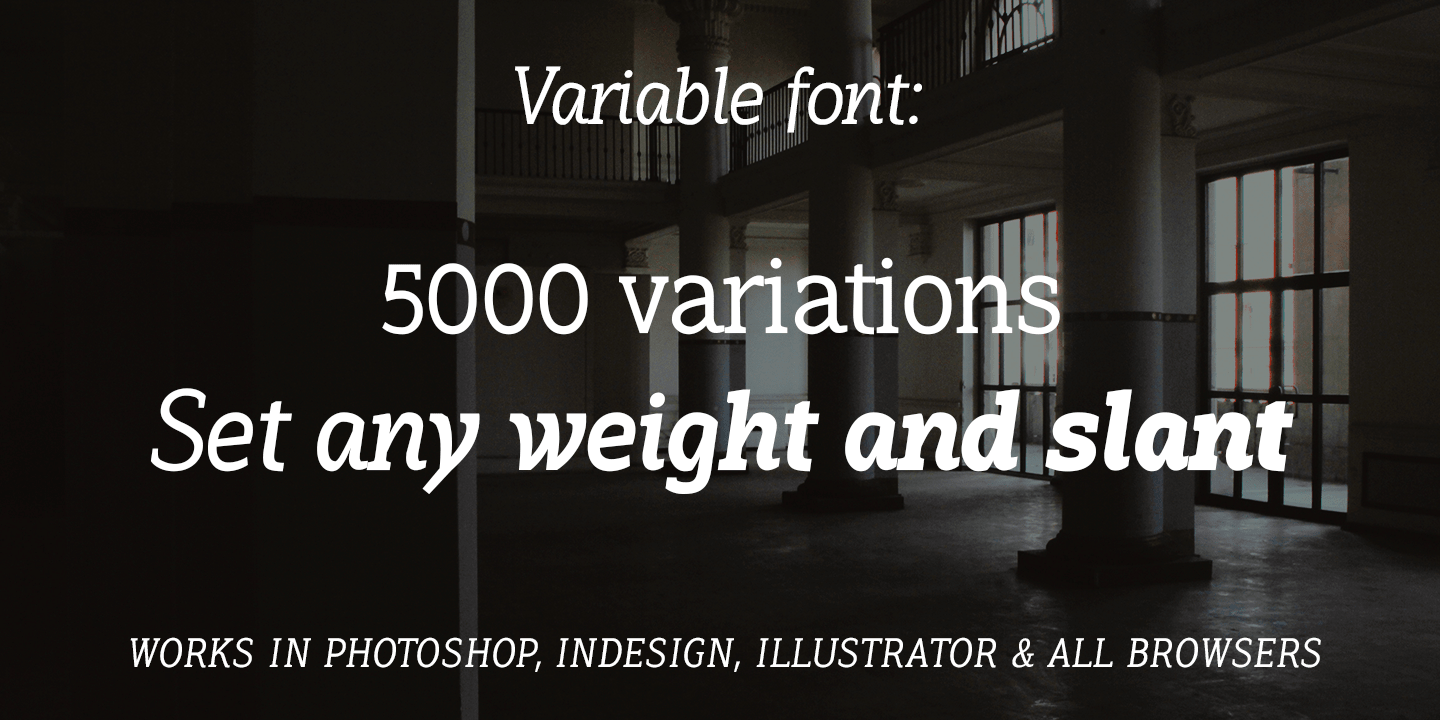 Variable font:
5000 variations
Set any weight and slant
WORKS IN PHOTOSHOP, INDESIGN, ILLUSTRATOR & ALL BROWSERS